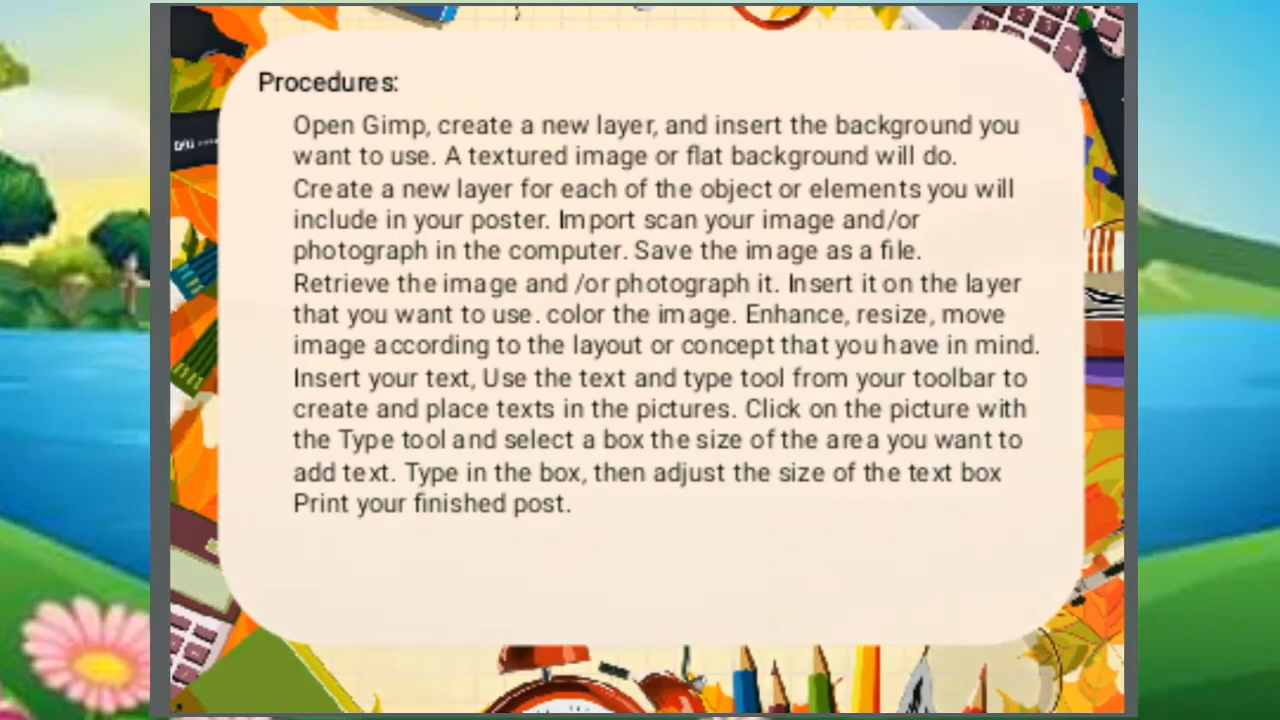 Procedures:
Open Gimp, create a new layer, and insert the background you
want to use. A textured image or flat background will do.
Create a new layer for each of the object or elements you will
include in your poster. Import scan your image and/or
photograph in the computer. Save the image as a file.
Retrieve the image and /or photograph it. Insert it on the layer
that you want to use. color the image. Enhance, resize, move
image according to the layout or concept that you have in mind.
Insert your text, Use the text and type tool from your toolbar to
create and place texts in the pictures. Click on the picture with
the Type tool and select a box the size of the area you want to
add text. Type in the box, then adjust the size of the text box
Print your finished post.